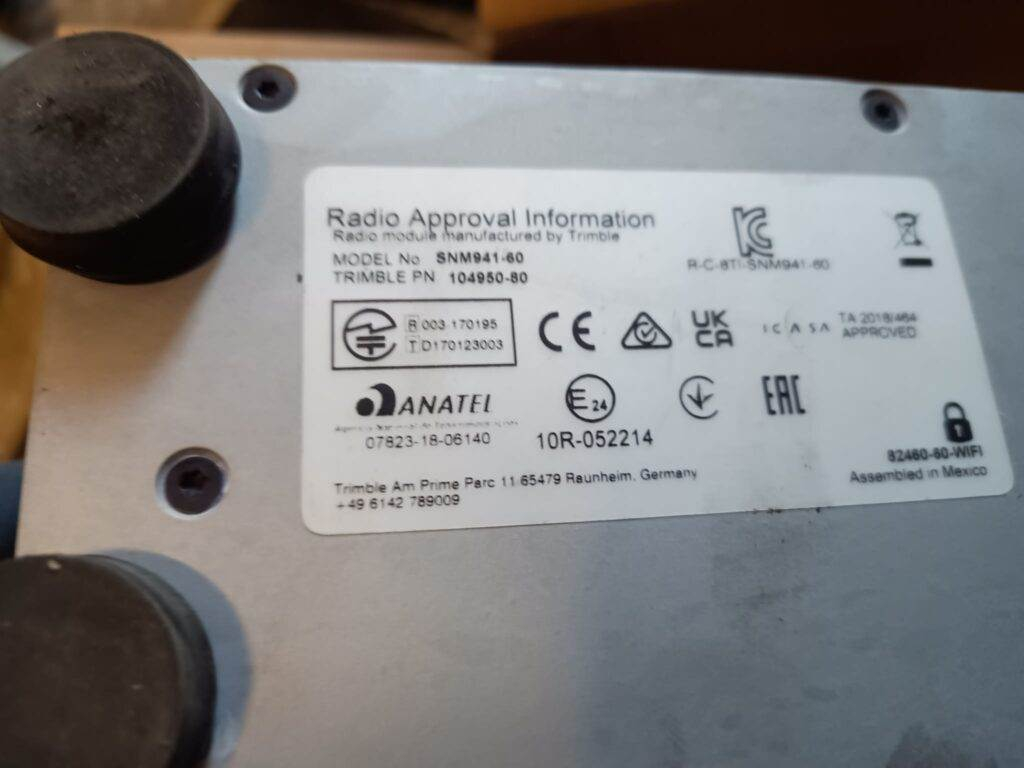 Radio Approval Information
Radio module manufactured by Trimble
MODEL No SNM941-60
TRIMBLE PN 104950-80
R-C-8TI-SNM941-60
R 003-170195
T D170123003
CE
UK
CA
ICASA
TA 2018/464
APPROVED
ANATEL
07823-18-06140
E 24
10R-052214
EAC
82460-60-WIFI
Assembled in Mexico
Trimble Am Prime Parc 11 65479 Raunheim, Germany
+49 6142 789009